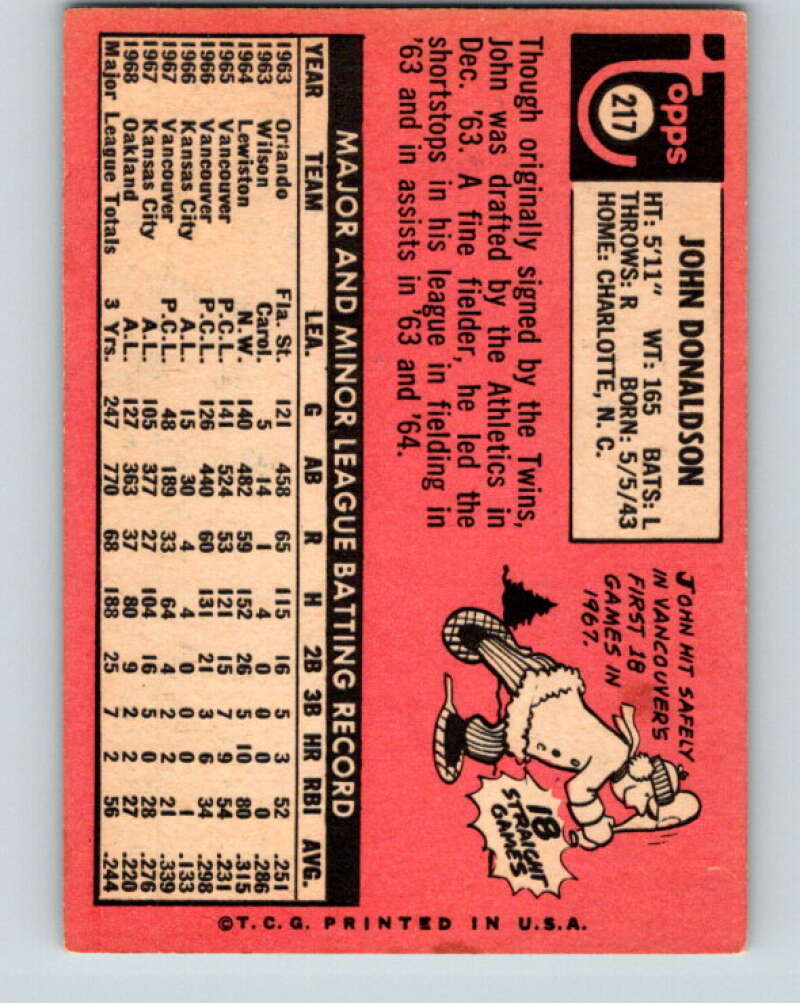 Topps
217
JOHN DONALDSON
HT: 5'11" WT: 165 BATS: L
THROWS: R BORN: 5/5/43
HOME: CHARLOTTE, N. C.
Though originally signed by the Twins,
John was drafted by the Athletics in
Dec. '63. A fine fielder, he led the
shortstops in his league in fielding in
'63 and in assists in '63 and '64.
JOHN HIT SAFELY
IN VANCOUVER'S
FIRST 18
GAMES IN
1967.
18
STRAIGHT
GAMES
MAJOR AND MINOR LEAGUE BATTING RECORD
YEAR TEAM LEA. G AB R H 2B 3B HR RBI AVG.
1963 Orlando Fla. St. 121 458 65 115 16 5 3 52 .251
1963 Wilson Carol. 5 14 1 4 0 0 0 0 .286
1964 Lewiston N.W. 140 482 59 152 26 5 10 80 .315
1965 Vancouver P.C.L. 141 524 53 121 15 7 9 54 .231
1966 Vancouver P.C.L. 126 440 60 131 21 3 6 34 .298
1966 Kansas City A.L. 15 30 4 4 0 0 0 1 .133
1967 Vancouver P.C.L. 48 189 33 64 4 2 2 21 .339
1967 Kansas City A.L. 105 377 27 104 16 5 0 28 .276
1968 Oakland A.L. 127 363 37 80 9 2 2 27 .220
Major League Totals 3 Yrs. 247 770 68 188 25 7 2 56 .244
©T.C.G. PRINTED IN U.S.A.